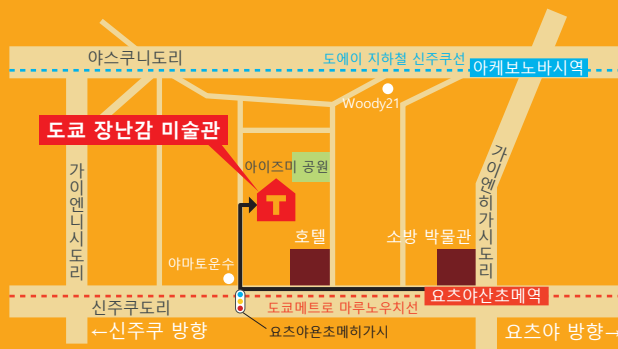 야스쿠니도리
도에이 지하철 신주쿠선
아케보노바시역
Woody21
도쿄 장난감 미술관
아이즈미 공원
가이엔니시도리
가이엔히가시도리
T
호텔
소방 박물관
야마토운수
신주쿠도리
도쿄메트로 마루노우치선
요츠야산초메역
←신주쿠 방향
요츠야욘초메히가시
요츠야 방향→